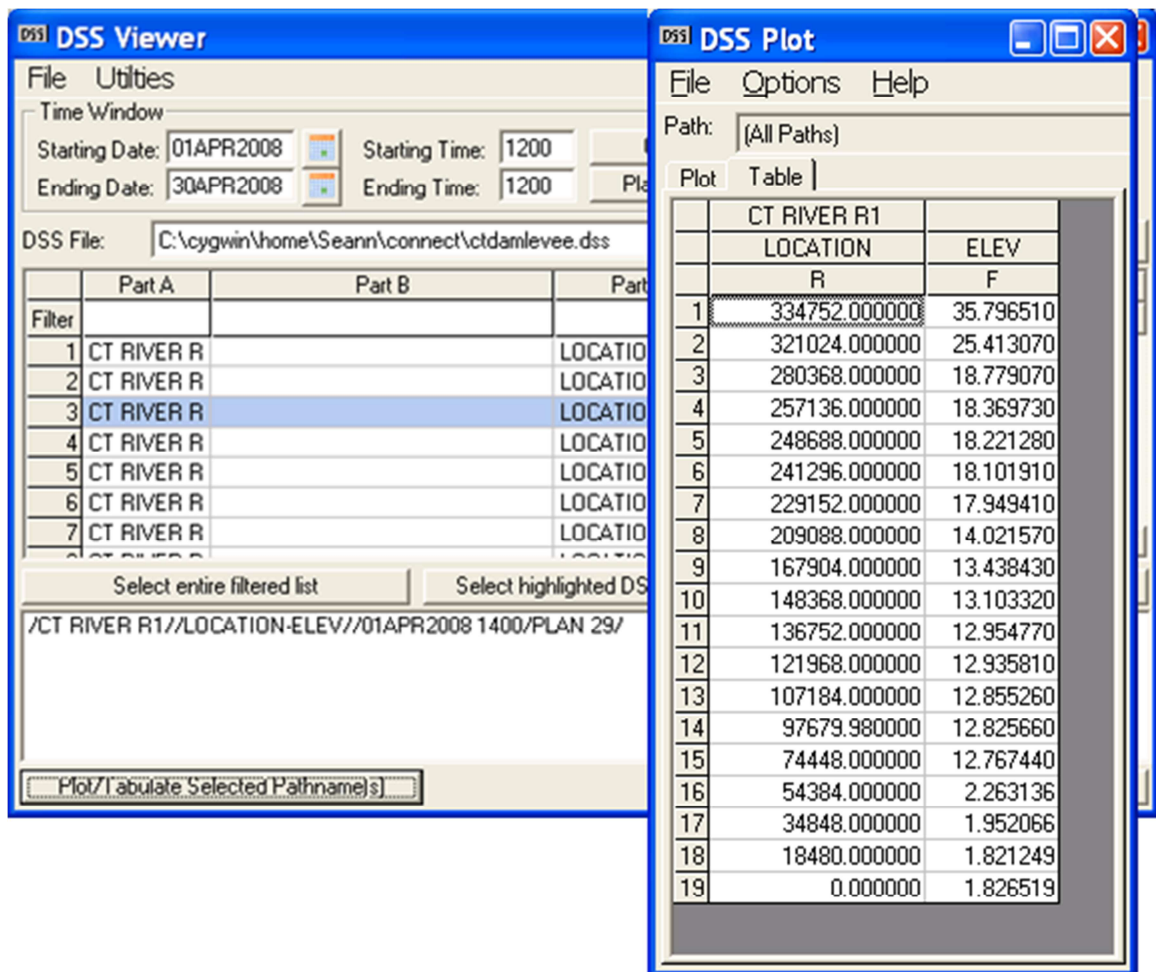 DSS DSS Viewer
File Utilties
Time Window
Starting Date: 01APR2008 Starting Time: 1200
Ending Date: 30APR2008 Ending Time: 1200
DSS File: C:\cygwin\home\Seann\connect\ctdamlevee.dss
Part A Part B Part
Filter
1 CT RIVER R LOCATIO
2 CT RIVER R LOCATIO
3 CT RIVER R LOCATIO
4 CT RIVER R LOCATIO
5 CT RIVER R LOCATIO
6 CT RIVER R LOCATIO
7 CT RIVER R LOCATIO
Select entire filtered list Select highlighted DS
/CT RIVER R1//LOCATION-ELEV//01APR2008 1400/PLAN 29/
Plot/Tabulate Selected Pathname(s)
DSS DSS Plot
File Options Help
Path: (All Paths)
Plot Table
CT RIVER R1
LOCATION ELEV
R F
1 334752.000000 35.796510
2 321024.000000 25.413070
3 280368.000000 18.779070
4 257136.000000 18.369730
5 248688.000000 18.221280
6 241296.000000 18.101910
7 229152.000000 17.949410
8 209088.000000 14.021570
9 167904.000000 13.438430
10 148368.000000 13.103320
11 136752.000000 12.954770
12 121968.000000 12.935810
13 107184.000000 12.855260
14 97679.980000 12.825660
15 74448.000000 12.767440
16 54384.000000 2.263136
17 34848.000000 1.952066
18 18480.000000 1.821249
19 0.000000 1.826519